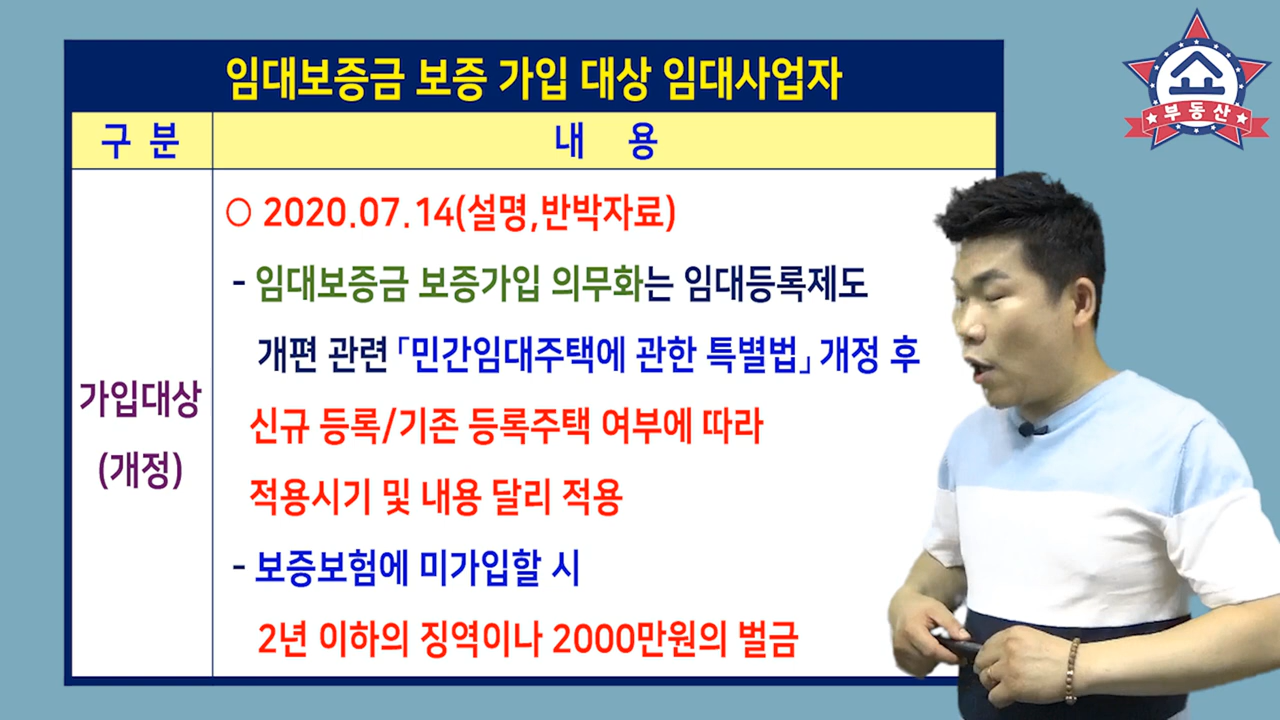 임대보증금 보증 가입 대상 임대사업자
부동산
구 분
내 용
가입대상
(개정)
○ 2020.07.14(설명,반박자료)
- 임대보증금 보증가입 의무화는 임대등록제도
개편 관련「민간임대주택에 관한 특별법」개정 후
신규 등록/기존 등록주택 여부에 따라
적용시기 및 내용 달리 적용
- 보증보험에 미가입할 시
2년 이하의 징역이나 2000만원의 벌금